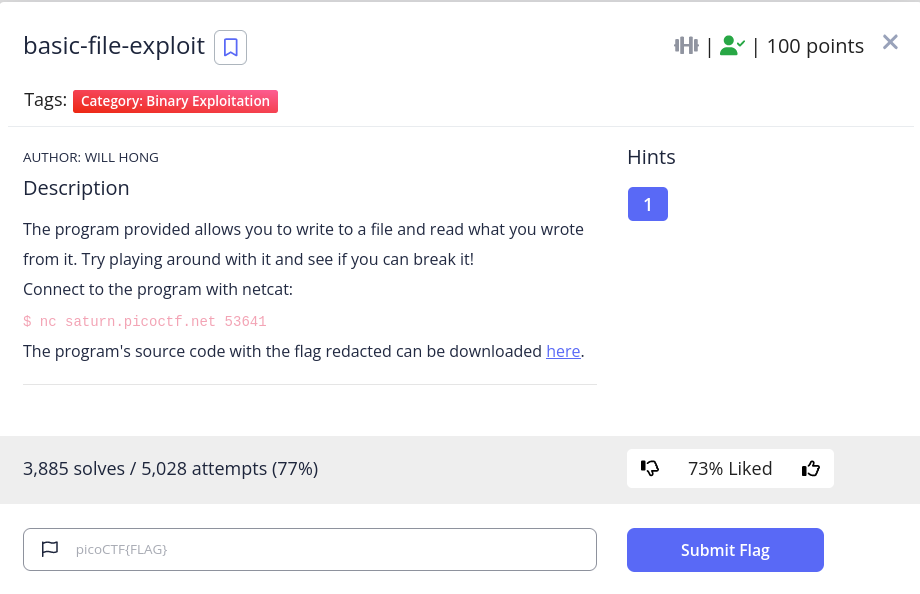 basic-file-exploit
| | 100 points
Tags: Category: Binary Exploitation
AUTHOR: WILL HONG
Description
The program provided allows you to write to a file and read what you wrote
from it. Try playing around with it and see if you can break it!
Connect to the program with netcat:
$ nc saturn.picoctf.net 53641
The program's source code with the flag redacted can be downloaded here.
Hints
1
3,885 solves / 5,028 attempts (77%)
73% Liked
picoCTF{FLAG}
Submit Flag